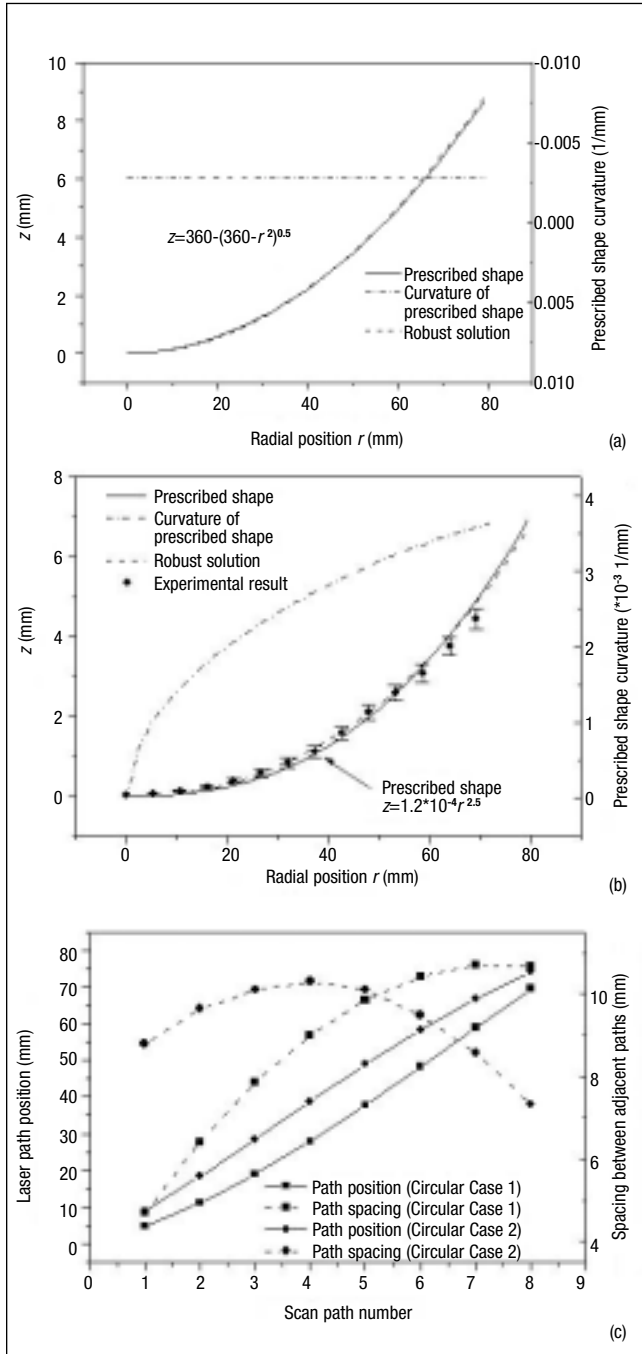 10
8
6
4
2
0
z (mm)
-0.010
-0.005
0.000
0.005
0.010
Prescribed shape curvature (1/mm)
z=360-(360-r²)⁰·⁵
Prescribed shape
Curvature of
prescribed shape
Robust solution
0
20
40
60
80
Radial position r (mm)
(a)
8
6
4
2
0
z (mm)
4
3
2
1
0
Prescribed shape curvature (*10⁻³ 1/mm)
Prescribed shape
Curvature of
prescribed shape
Robust solution
Experimental result
Prescribed shape
z=1.2*10⁻⁴r²·⁵
0
20
40
60
80
Radial position r (mm)
(b)
80
70
60
50
40
30
20
10
0
Laser path position (mm)
10
8
6
4
Spacing between adjacent paths (mm)
Path position (Circular Case 1)
Path spacing (Circular Case 1)
Path position (Circular Case 2)
Path spacing (Circular Case 2)
0
1
2
3
4
5
6
7
8
9
Scan path number
(c)